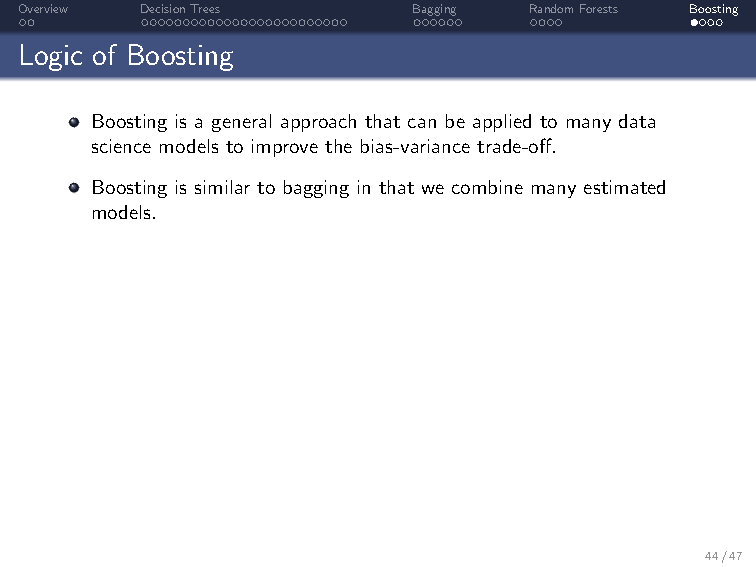 Overview Decision Trees Bagging Random Forests Boosting
Logic of Boosting
Boosting is a general approach that can be applied to many data
science models to improve the bias-variance trade-off.
Boosting is similar to bagging in that we combine many estimated
models.
44 / 47